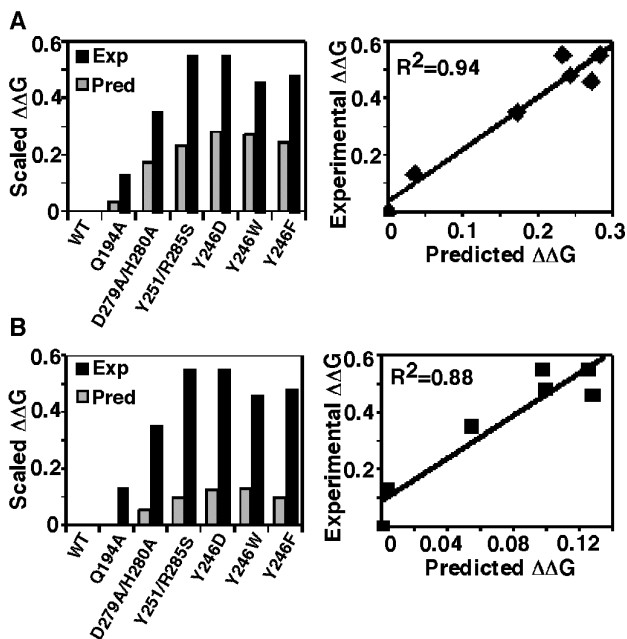 A
Scaled ΔΔG
0.6
0.4
0.2
0
Exp
Pred
WT
Q194A
D279A/H280A
Y251/R285S
Y246D
Y246W
Y246F
Experimental ΔΔG
0.6
0.4
0.2
R²=0.94
0
0.1
0.2
0.3
Predicted ΔΔG
B
Scaled ΔΔG
0.6
0.4
0.2
0
Exp
Pred
WT
Q194A
D279A/H280A
Y251/R285S
Y246D
Y246W
Y246F
Experimental ΔΔG
0.6
0.4
0.2
R²=0.88
0
0.04
0.08
0.12
Predicted ΔΔG